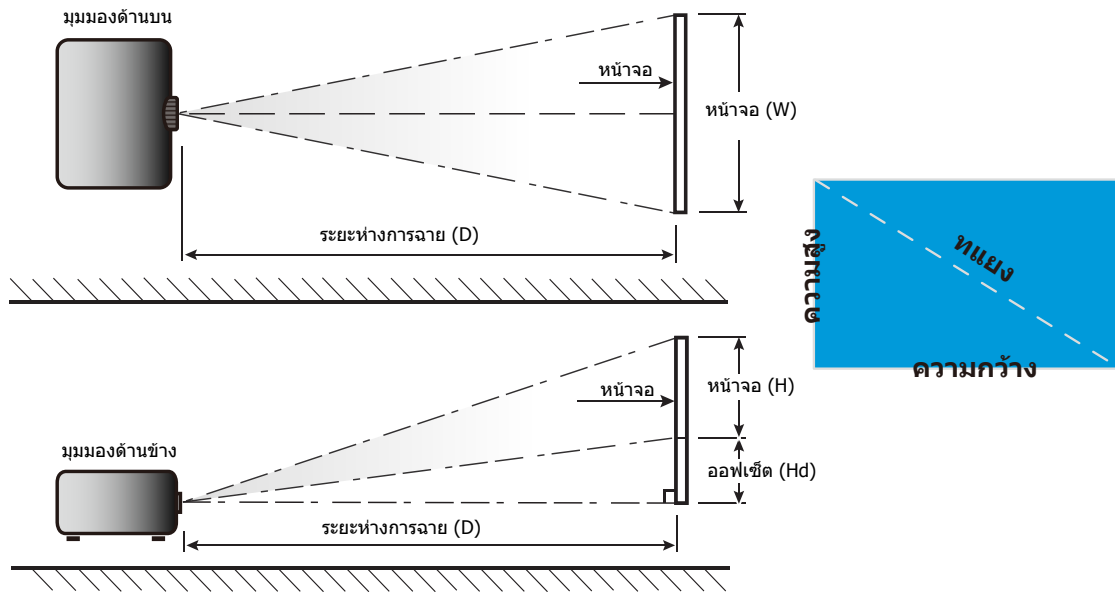 มุมมองด้านบน
หน้าจอ
หน้าจอ (W)
ระยะห่างการฉาย (D)
ความสูง
ทแยง
ความกว้าง
หน้าจอ (H)
หน้าจอ
มุมมองด้านข้าง
ออฟเซ็ต (Hd)
ระยะห่างการฉาย (D)